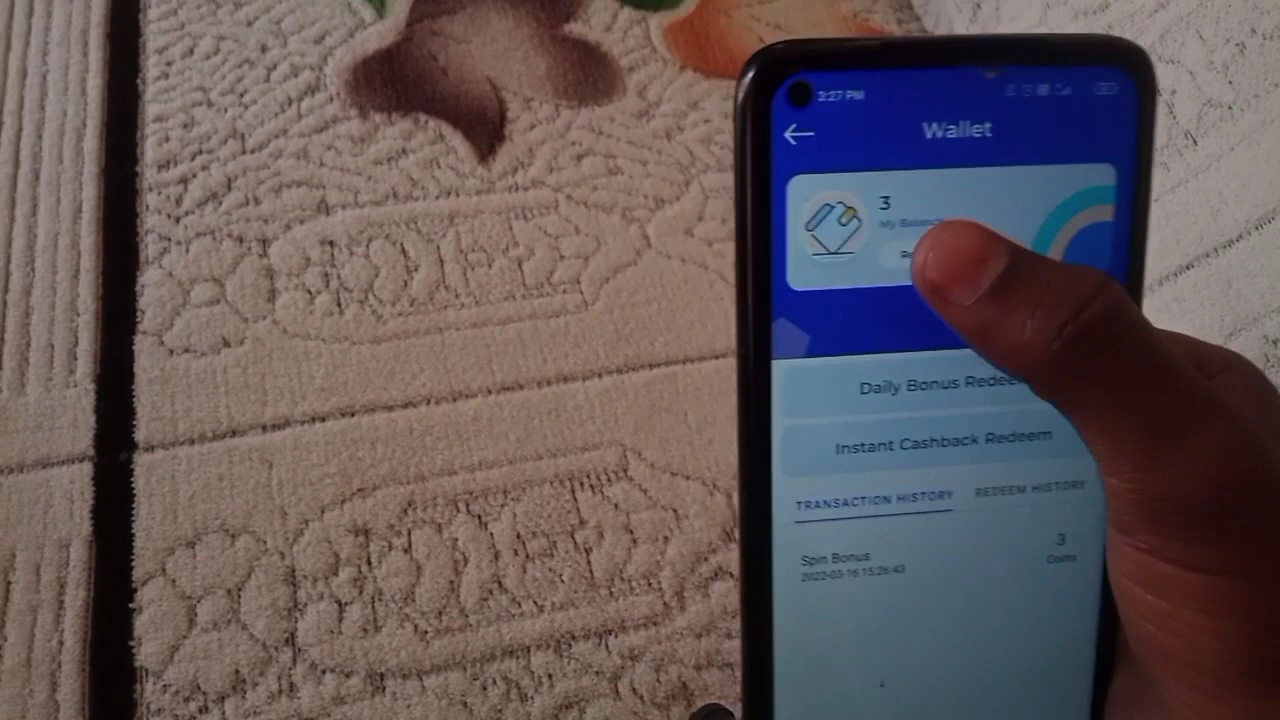 3:27 PM
Wallet
3
My Balance
Daily Bonus Redeem
Instant Cashback Redeem
TRANSACTION HISTORY
REDEEM HISTORY
Spin Bonus
3
2022-03-16 15:26:43
Coins